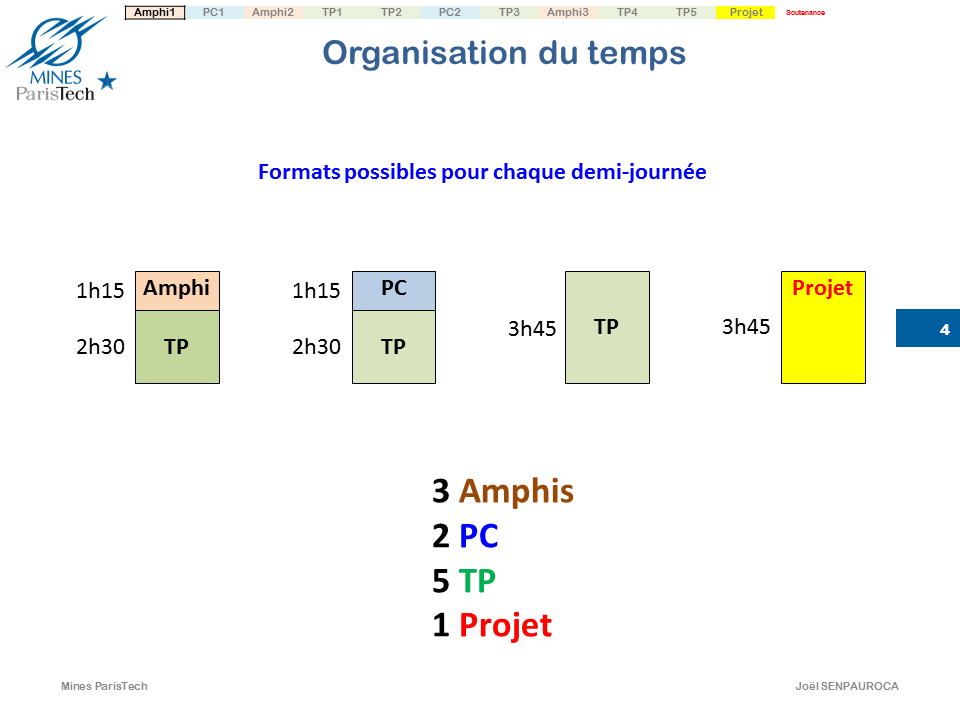 Amphi1 PC1 Amphi2 TP1 TP2 PC2 TP3 Amphi3 TP4 TP5 Projet Soutenance
MINES
ParisTech
Organisation du temps
Formats possibles pour chaque demi-journée
1h15 Amphi 1h15 PC Projet
3h45 TP 3h45
2h30 TP 2h30 TP
4
3 Amphis
2 PC
5 TP
1 Projet
Mines ParisTech Joël SENPAUROCA